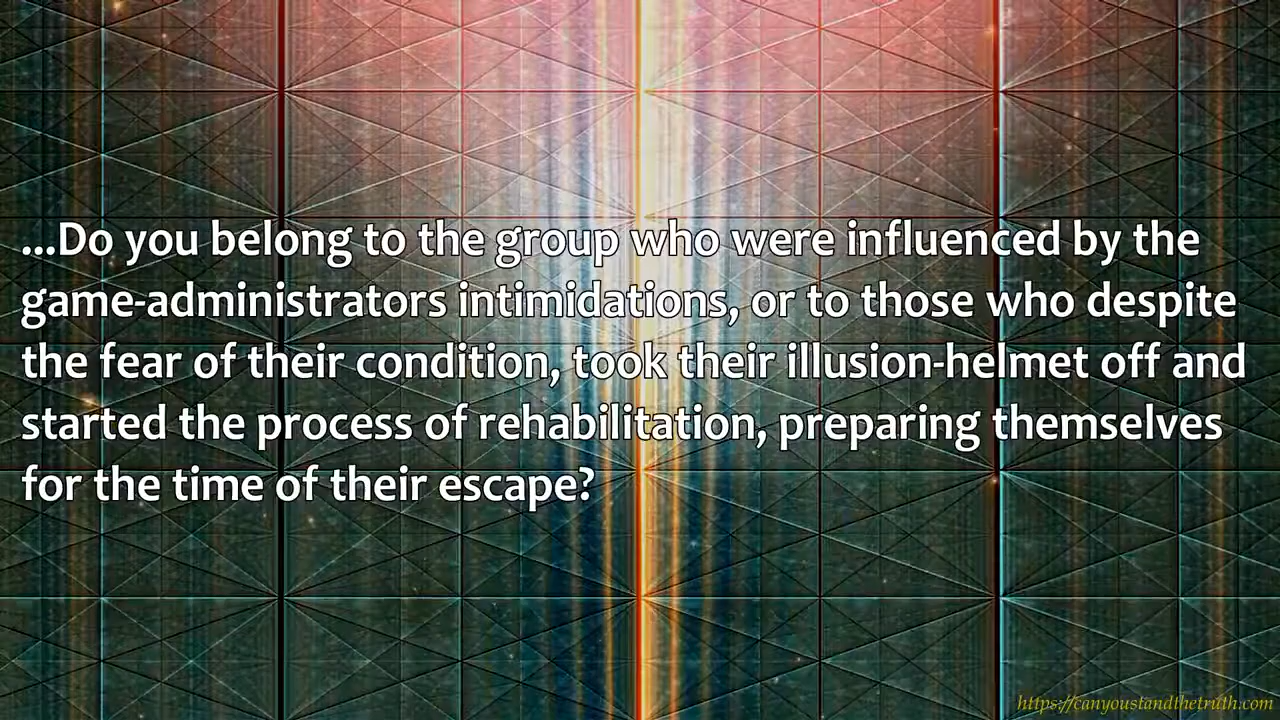 ...Do you belong to the group who were influenced by the
game-administrators intimidations, or to those who despite
the fear of their condition, took their illusion-helmet off and
started the process of rehabilitation, preparing themselves
for the time of their escape?
https://canyoustandthetruth.com